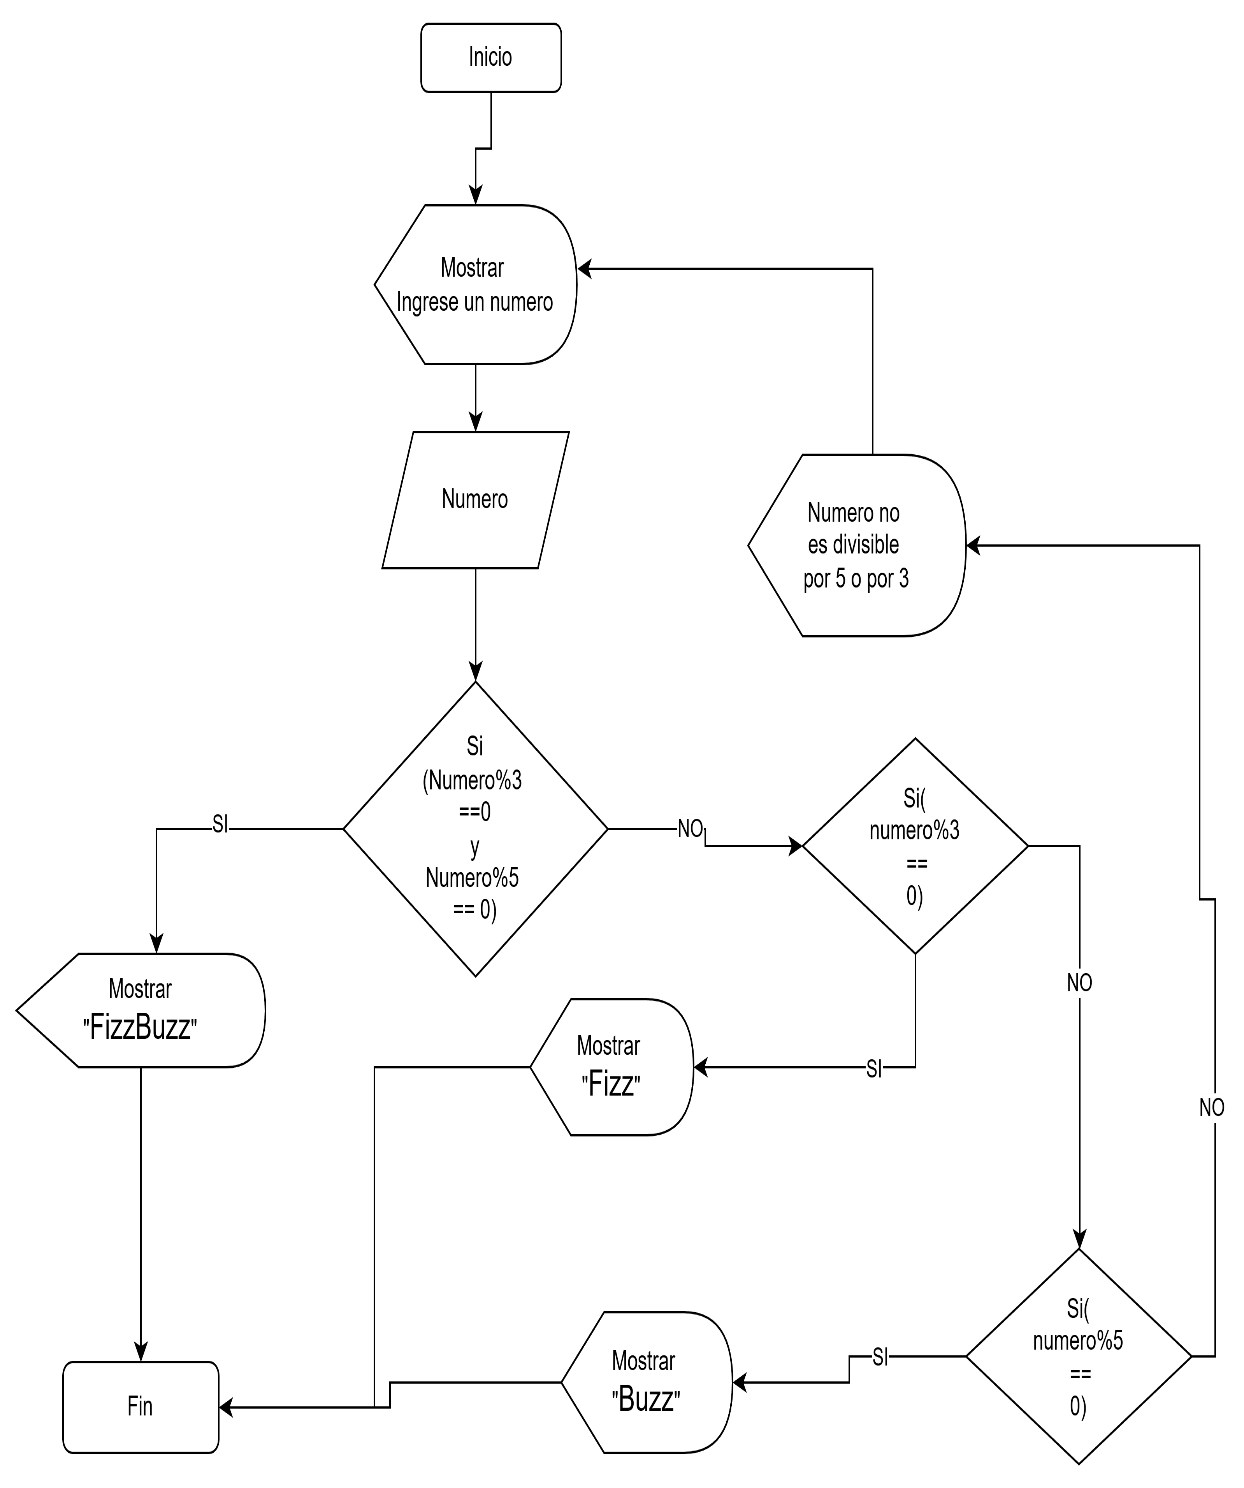 Inicio
Mostrar
Ingrese un numero
Numero
Numero no
es divisible
por 5 o por 3
Si
(Numero%3
==0
y
Numero%5
== 0)
SI
NO
Si(
numero%3
==
0)
Mostrar
"FizzBuzz"
NO
Mostrar
"Fizz"
SI
NO
Si(
numero%5
==
0)
SI
Mostrar
"Buzz"
Fin